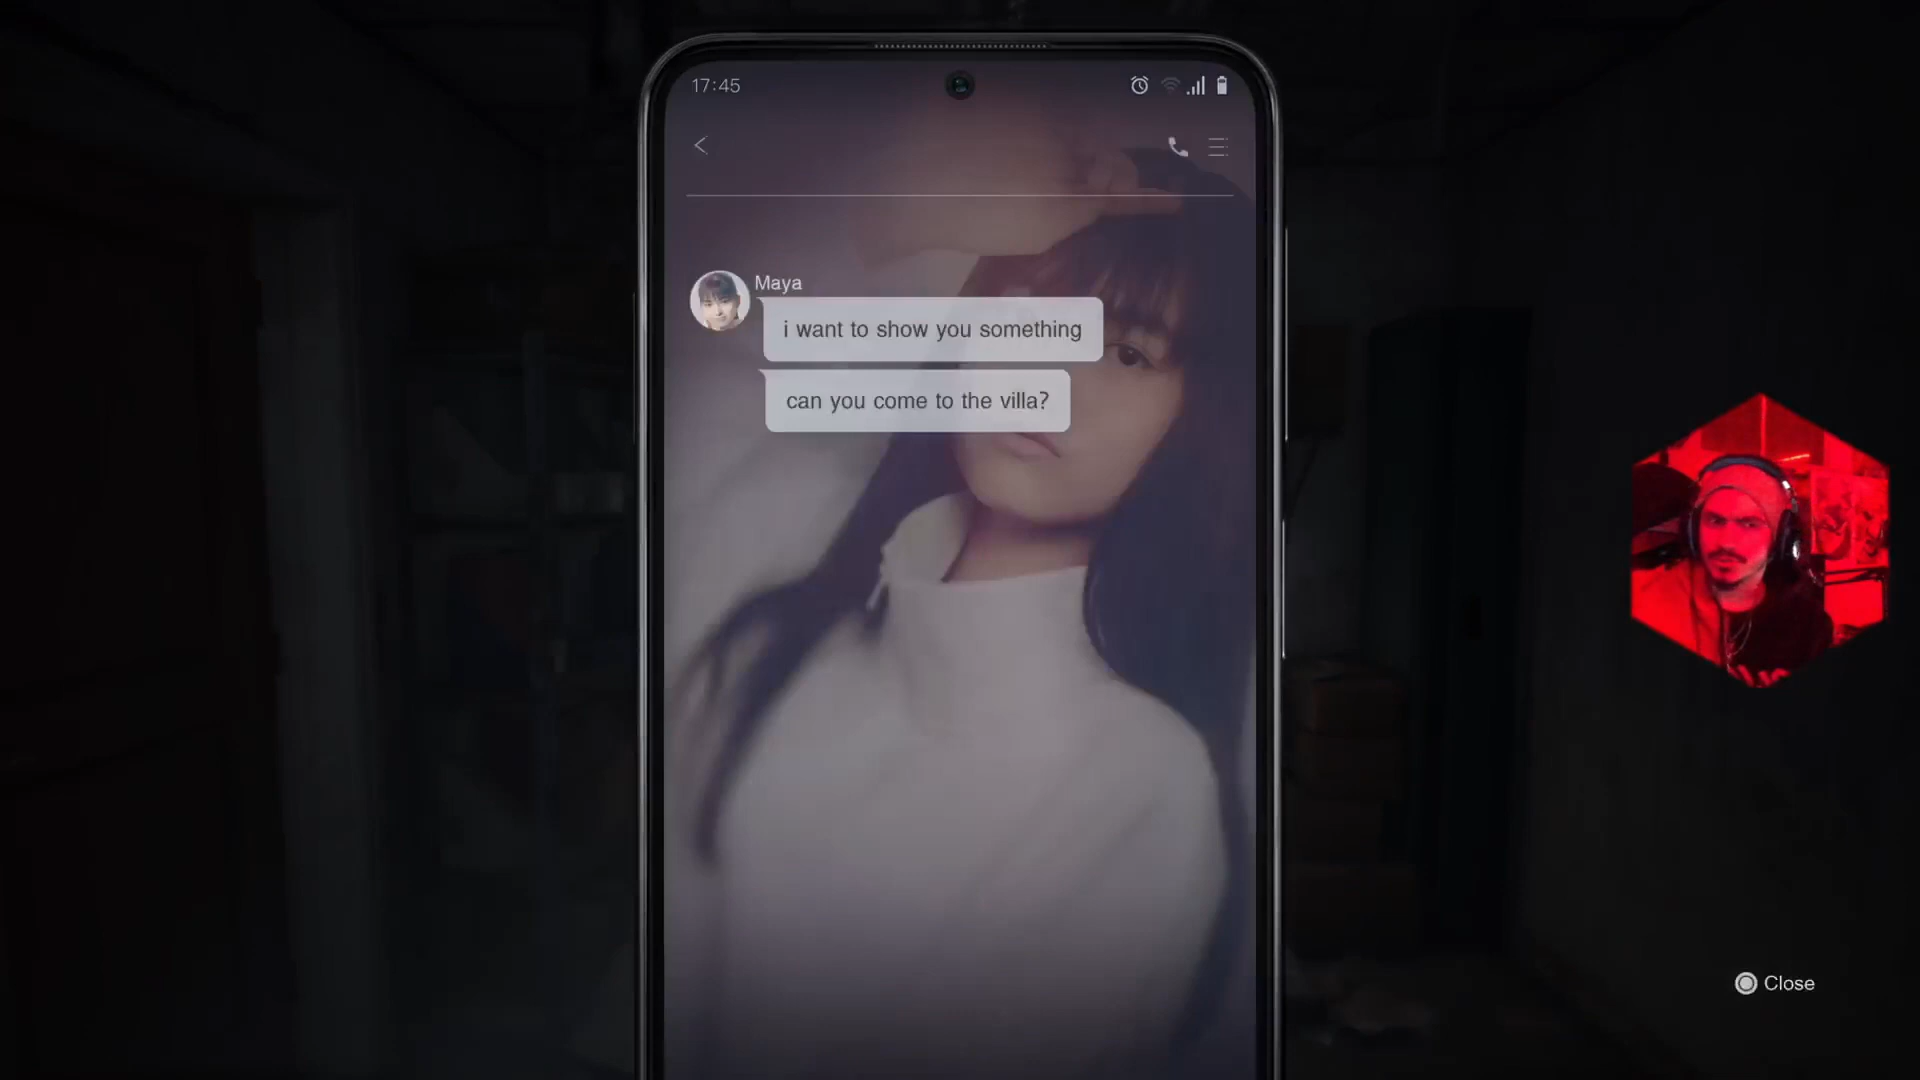 17:45
Maya
i want to show you something
can you come to the villa?
Close